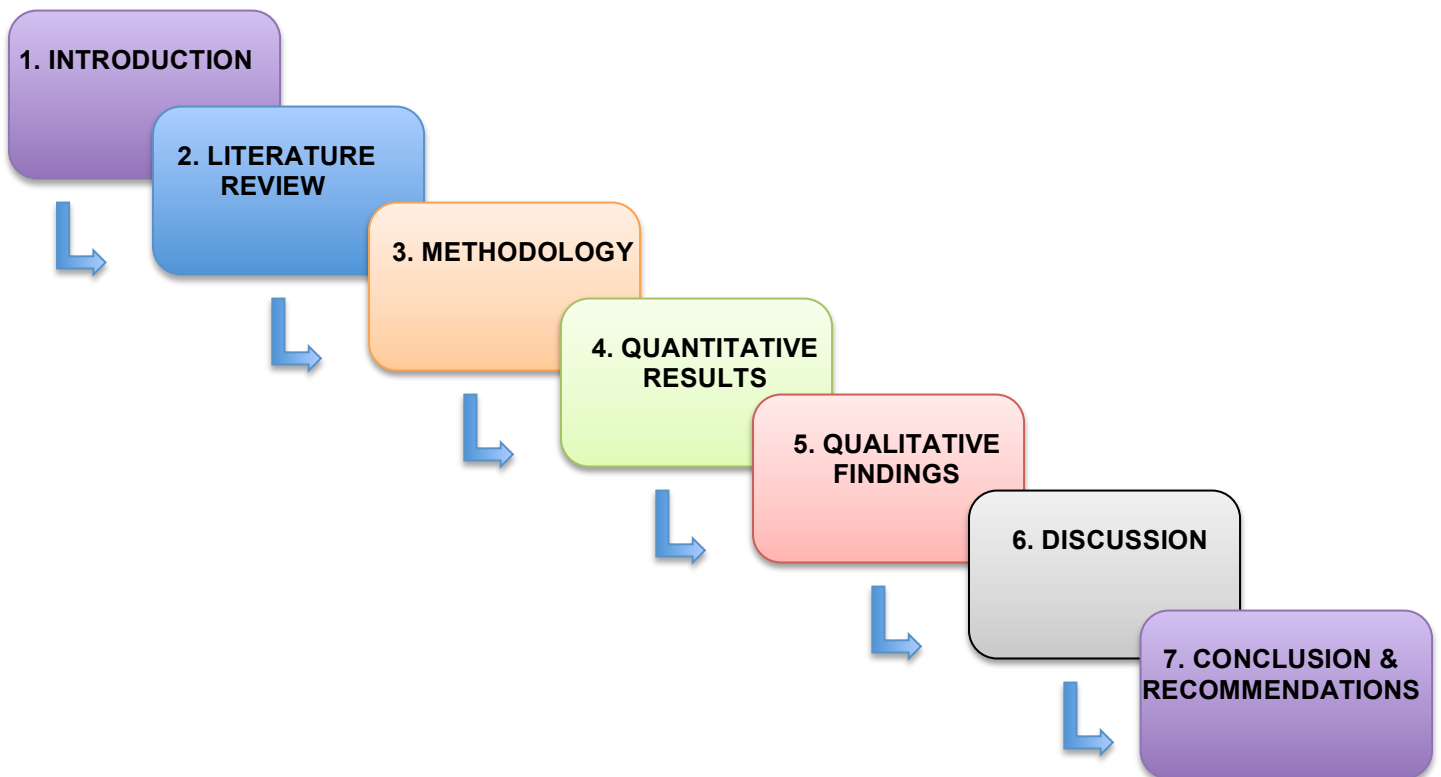 1. INTRODUCTION
2. LITERATURE
REVIEW
3. METHODOLOGY
4. QUANTITATIVE
RESULTS
5. QUALITATIVE
FINDINGS
6. DISCUSSION
7. CONCLUSION &
RECOMMENDATIONS